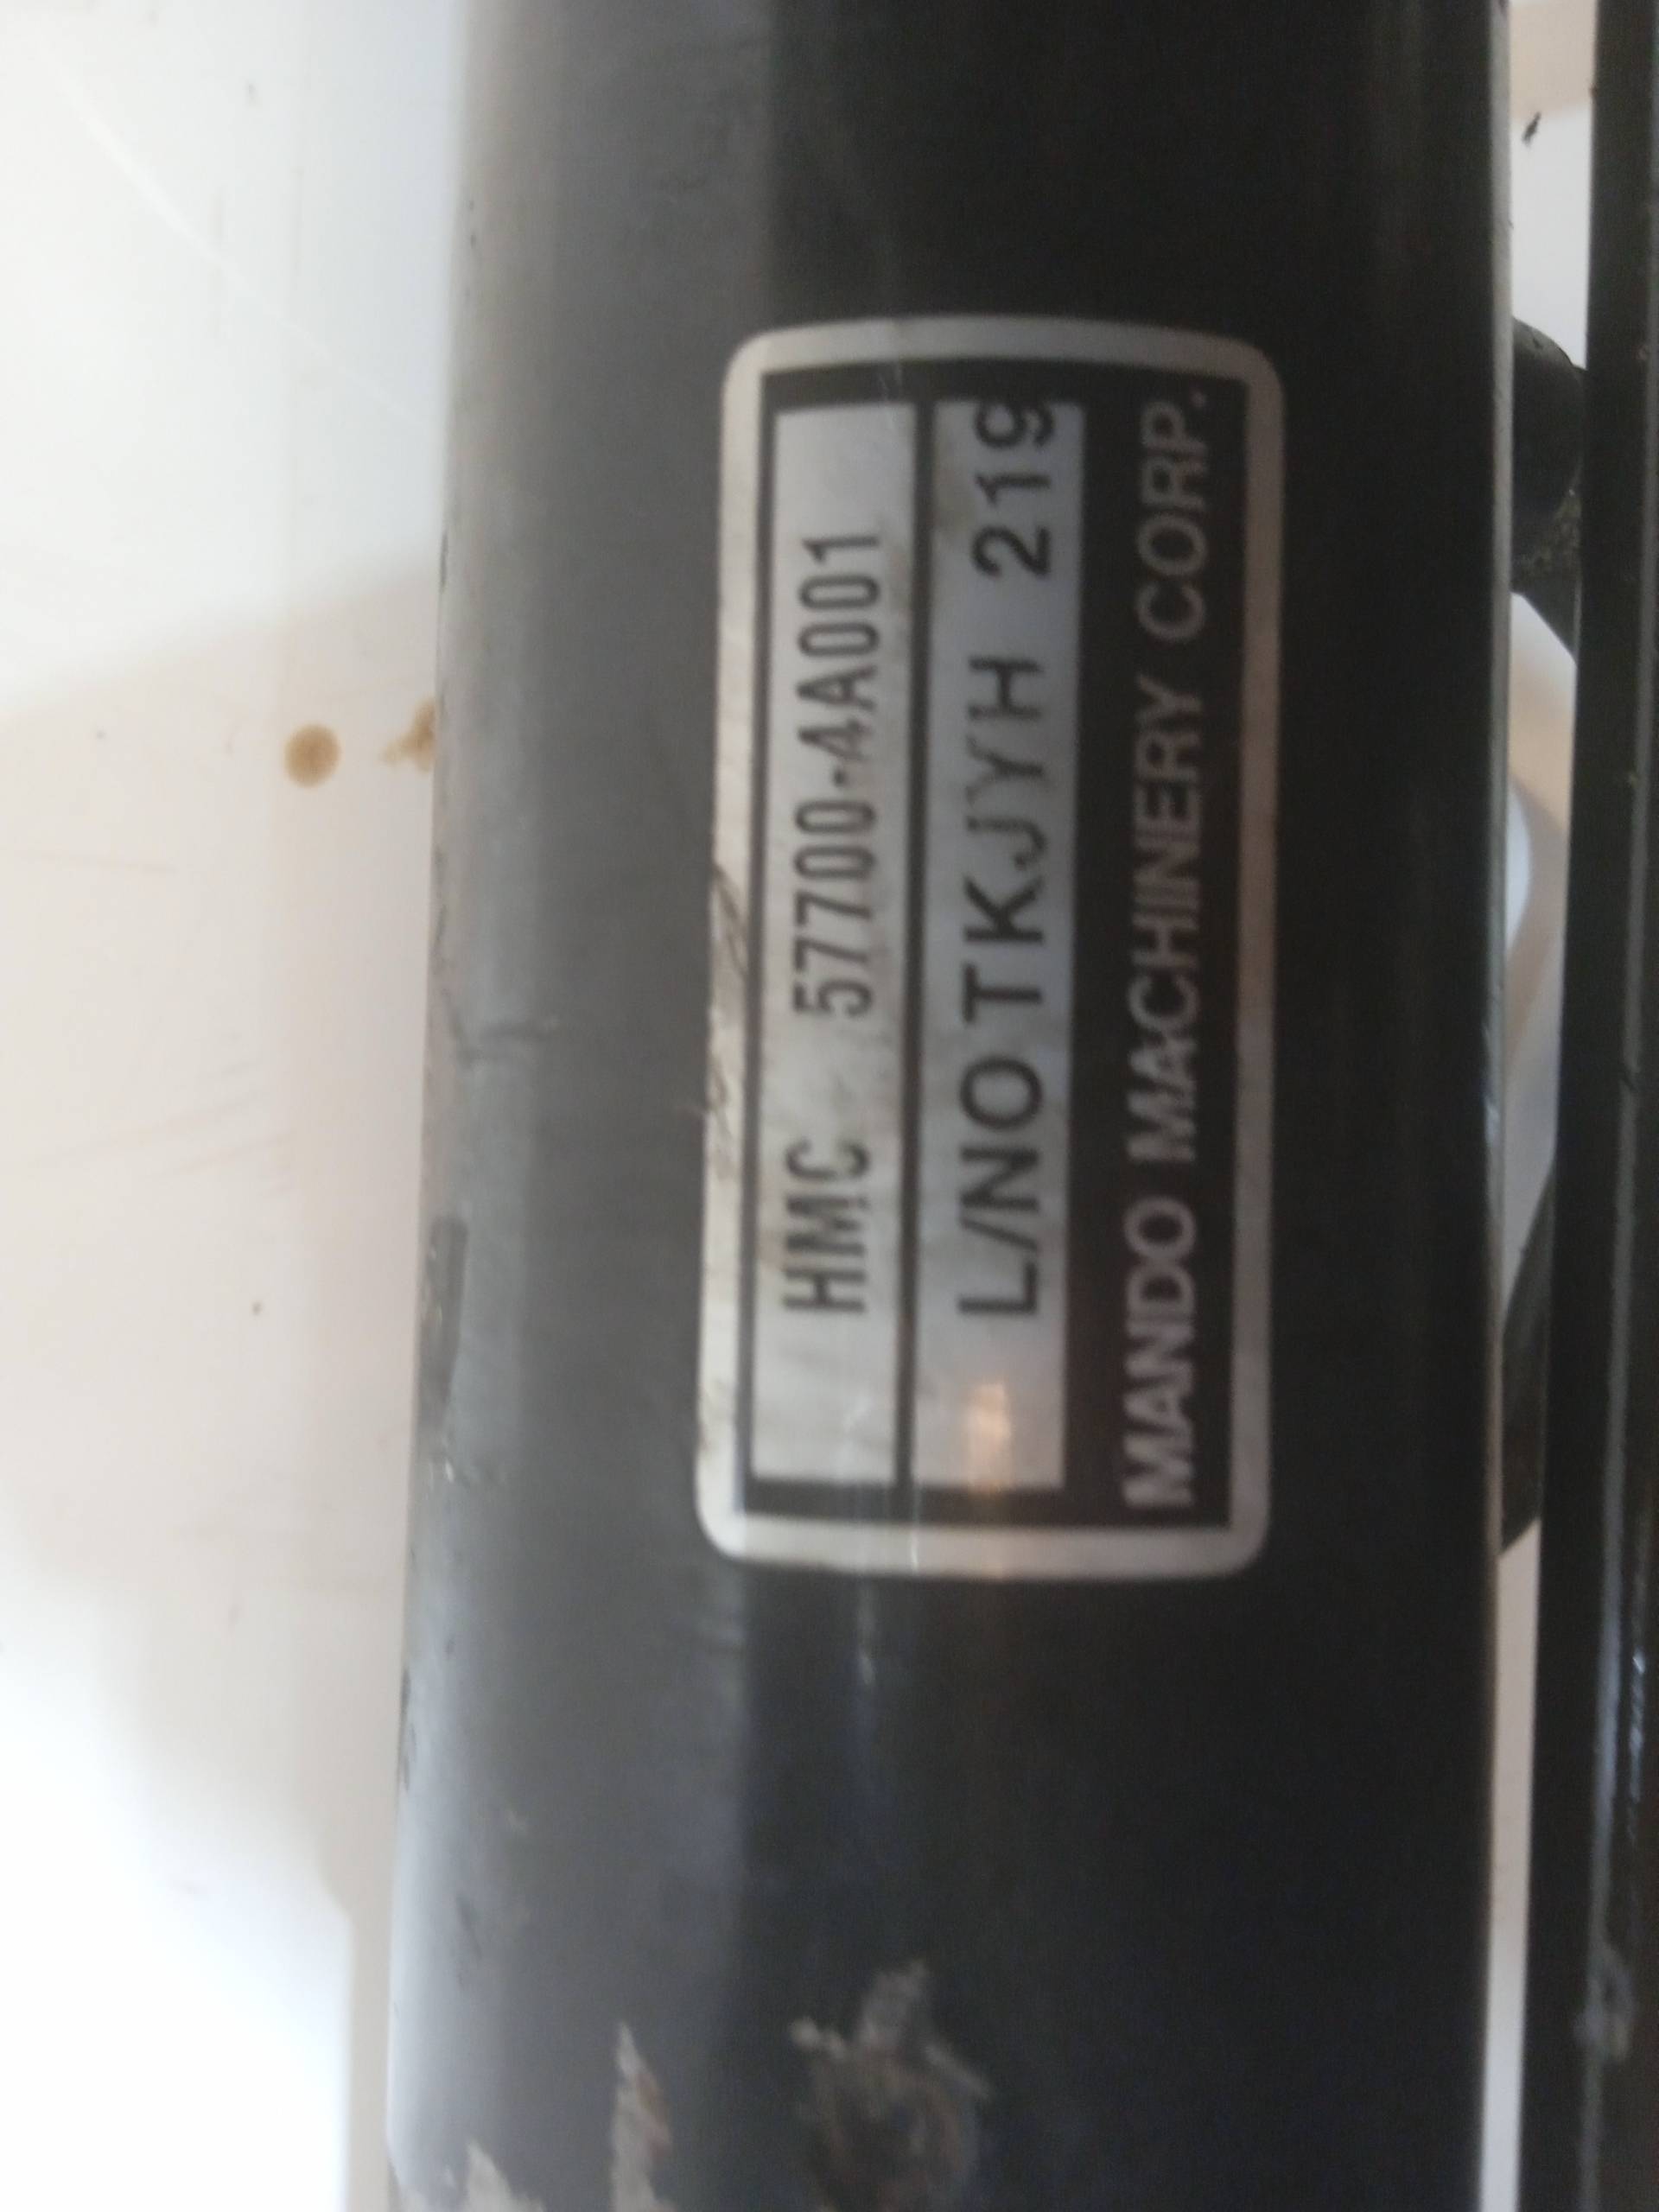 HMC 57700-4A001
L/NO TKJYH 219
MANDO MACHINERY CORP.